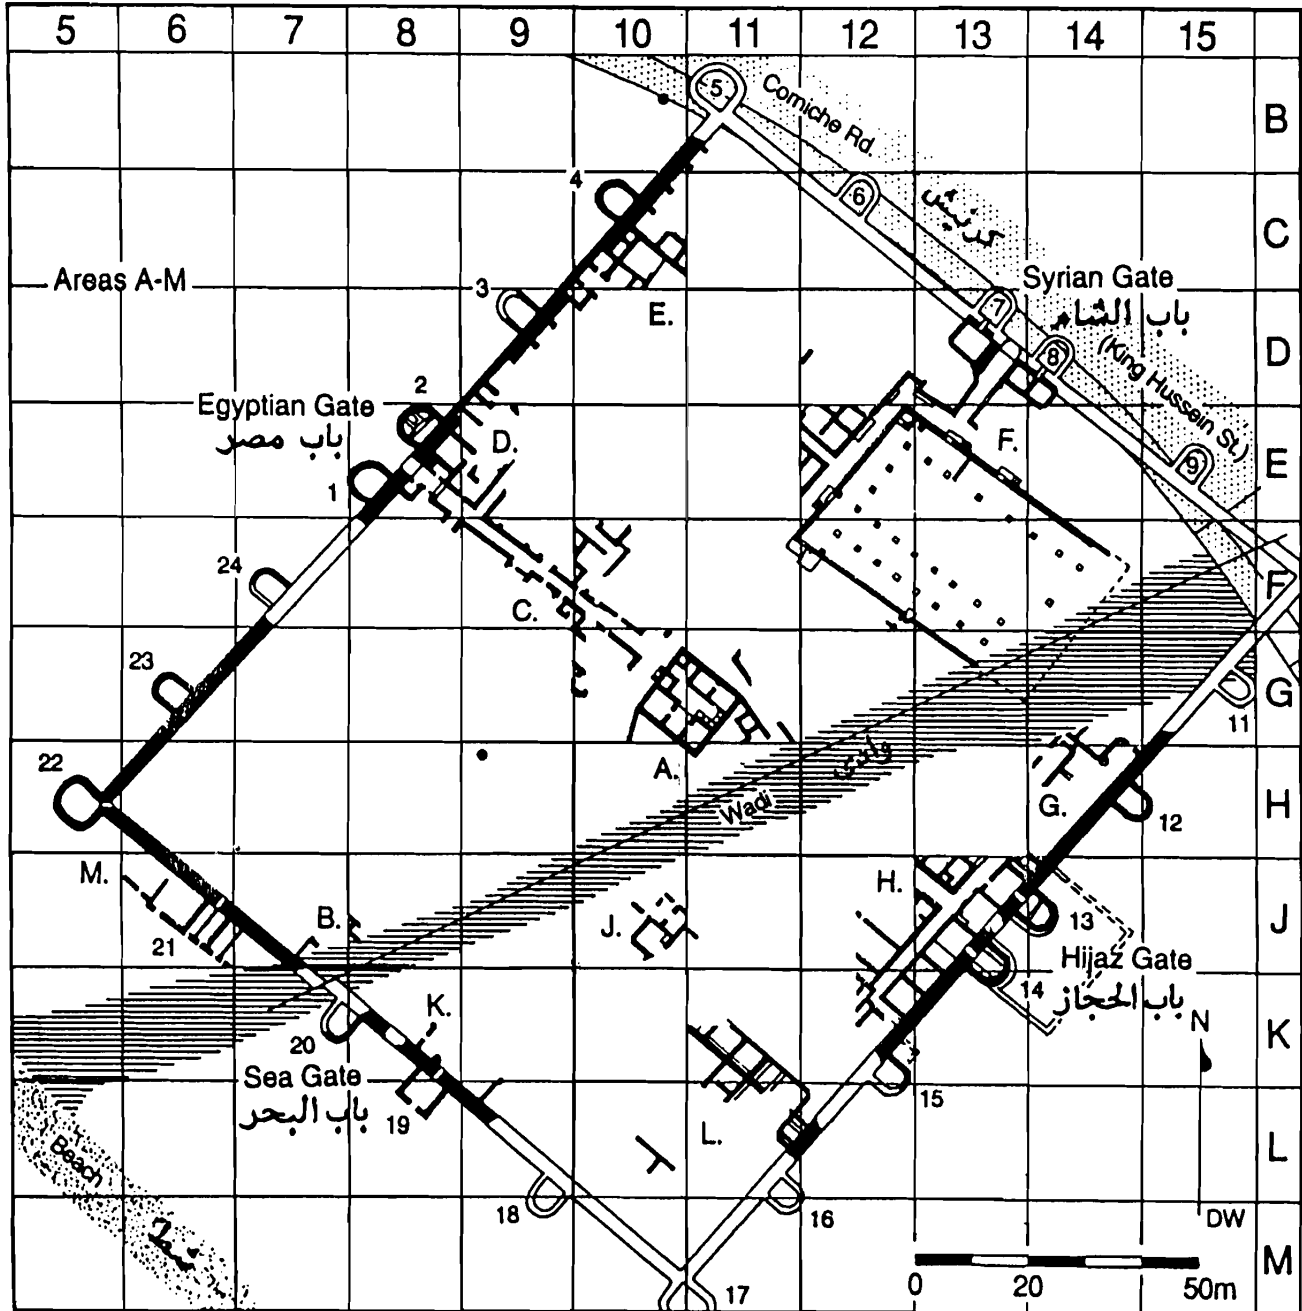 5 6 7 8 9 10 11 12 13 14 15
B
C
D
E
F
G
H
J
K
L
M
Areas A-M
5
Corniche Rd.
4
6
كرنيش
3
E.
7
Syrian Gate
باب الشام
8
(King Hussein St.)
2
Egyptian Gate
باب مصر
D.
F.
9
1
24
C.
23
11
22
A.
وادي
Wadi
G.
12
M.
H.
B.
J.
13
21
Hijaz Gate
باب الحجاز
14
N
K.
20
Sea Gate
باب البحر
19
15
L.
Beach
18
16
DW
17
0 20 50m